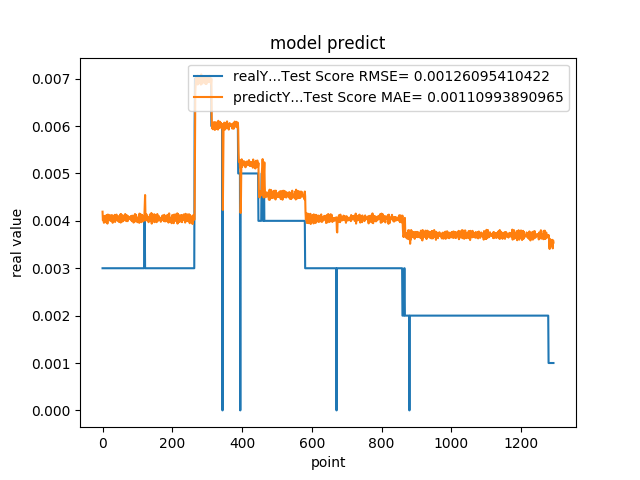 model predict
realY...Test Score RMSE= 0.00126095410422
predictY...Test Score MAE= 0.00110993890965
0.007
0.006
0.005
0.004
0.003
0.002
0.001
0.000
real value
0 200 400 600 800 1000 1200
point